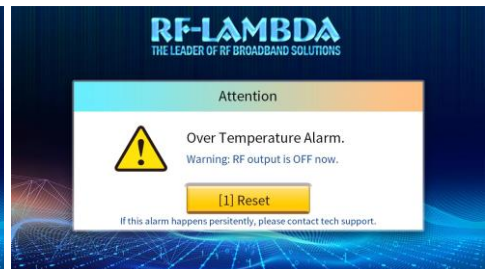 RF-LAMBDA
THE LEADER OF RF BROADBAND SOLUTIONS
Attention
Over Temperature Alarm.
Warning: RF output is OFF now.
[1] Reset
If this alarm happens persitently, please contact tech support.